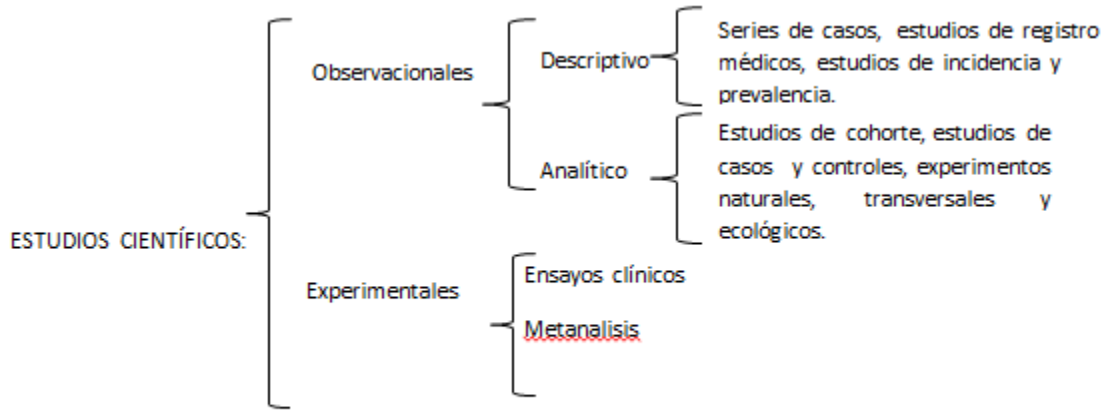 ESTUDIOS CIENTÍFICOS:
Observacionales
Descriptivo
Series de casos, estudios de registro
médicos, estudios de incidencia y
prevalencia.
Analítico
Estudios de cohorte, estudios de
casos y controles, experimentos
naturales, transversales y
ecológicos.
Experimentales
Ensayos clínicos
Metanalisis